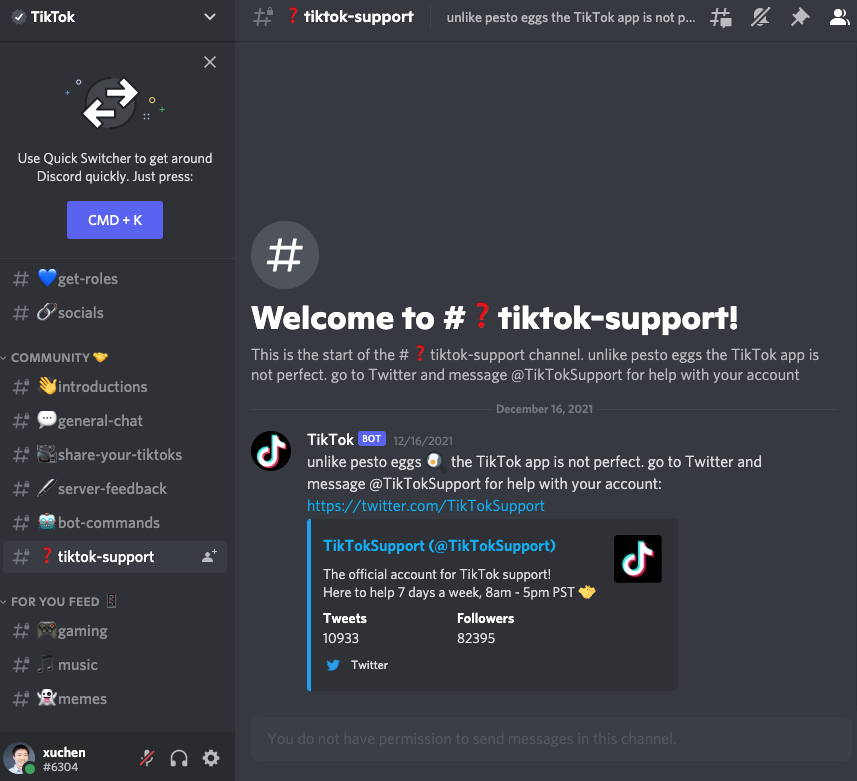 TikTok
Use Quick Switcher to get around
Discord quickly. Just press:
CMD + K
get-roles
socials
COMMUNITY
introductions
general-chat
share-your-tiktoks
server-feedback
bot-commands
❓tiktok-support
FOR YOU FEED
gaming
music
memes
xuchen
#6304
❓tiktok-support
unlike pesto eggs the TikTok app is not p...
Welcome to #❓tiktok-support!
This is the start of the #❓tiktok-support channel. unlike pesto eggs the TikTok app is
not perfect. go to Twitter and message @TikTokSupport for help with your account
December 16, 2021
TikTok BOT 12/16/2021
unlike pesto eggs 🍳 the TikTok app is not perfect. go to Twitter and
message @TikTokSupport for help with your account:
https://twitter.com/TikTokSupport
TikTokSupport (@TikTokSupport)
The official account for TikTok support!
Here to help 7 days a week, 8am - 5pm PST
Tweets Followers
10933 82395
Twitter
You do not have permission to send messages in this channel.